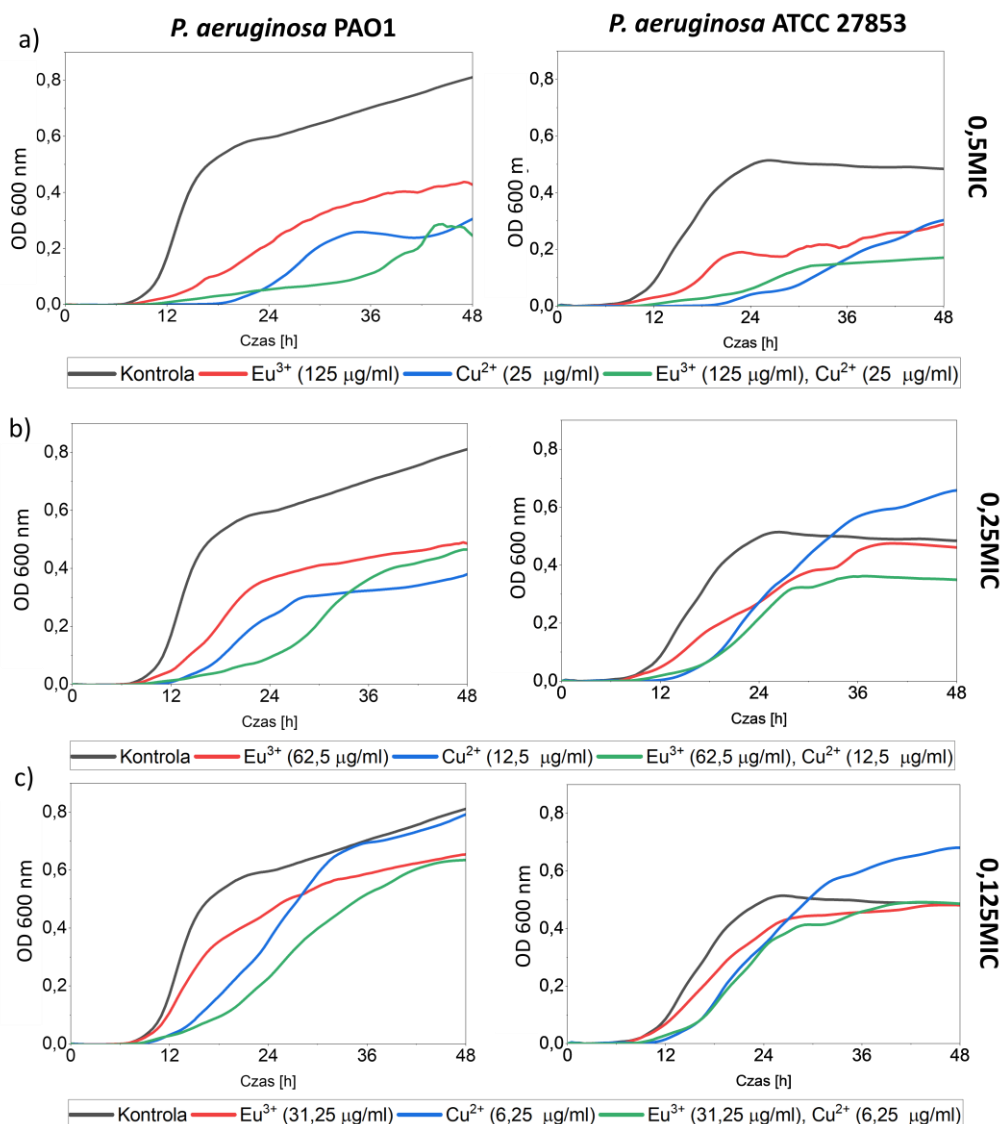 P. aeruginosa PAO1
P. aeruginosa ATCC 27853
a)
0,8
0,6
0,4
0,2
0,0
OD 600 nm
0 12 24 36 48
Czas [h]
0,8
0,6
0,4
0,2
0,0
OD 600 m
0 12 24 36 48
Czas [h]
0,5MIC
Kontrola Eu³⁺ (125 µg/ml) Cu²⁺ (25 µg/ml) Eu³⁺ (125 µg/ml), Cu²⁺ (25 µg/ml)
b)
0,8
0,6
0,4
0,2
0,0
OD 600 nm
0 12 24 36 48
Czas [h]
0,8
0,6
0,4
0,2
0,0
OD 600 nm
0 12 24 36 48
Czas [h]
0,25MIC
Kontrola Eu³⁺ (62,5 µg/ml) Cu²⁺ (12,5 µg/ml) Eu³⁺ (62,5 µg/ml), Cu²⁺ (12,5 µg/ml)
c)
0,8
0,6
0,4
0,2
0,0
OD 600 nm
0 12 24 36 48
Czas [h]
0,8
0,6
0,4
0,2
0,0
OD 600 nm
0 12 24 36 48
Czas [h]
0,125MIC
Kontrola Eu³⁺ (31,25 µg/ml) Cu²⁺ (6,25 µg/ml) Eu³⁺ (31,25 µg/ml), Cu²⁺ (6,25 µg/ml)